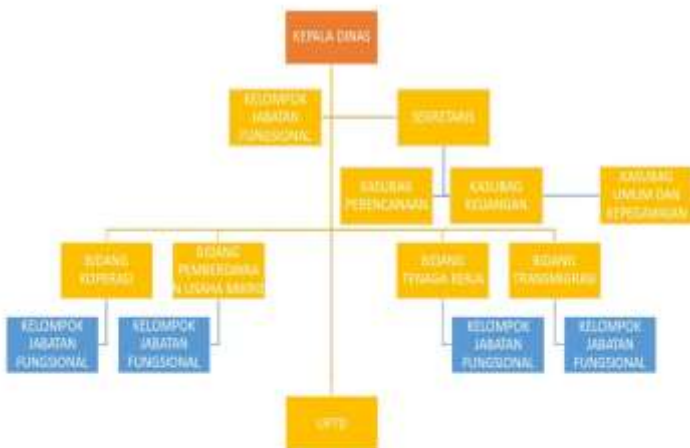 KEPALA DINAS
KELOMPOK
JABATAN
FUNGSIONAL
SEKRETARIS
KASUBAG
PERENCANAAN
KASUBAG
KEUANGAN
KASUBAG
UMUM DAN
KEPEGAWAIAN
BIDANG
KOPERASI
BIDANG
PEMBERDAYAA
N USAHA MIKRO
BIDANG
TENAGA KERJA
BIDANG
TRANSMIGRASI
KELOMPOK
JABATAN
FUNGSIONAL
KELOMPOK
JABATAN
FUNGSIONAL
KELOMPOK
JABATAN
FUNGSIONAL
KELOMPOK
JABATAN
FUNGSIONAL
UPTD